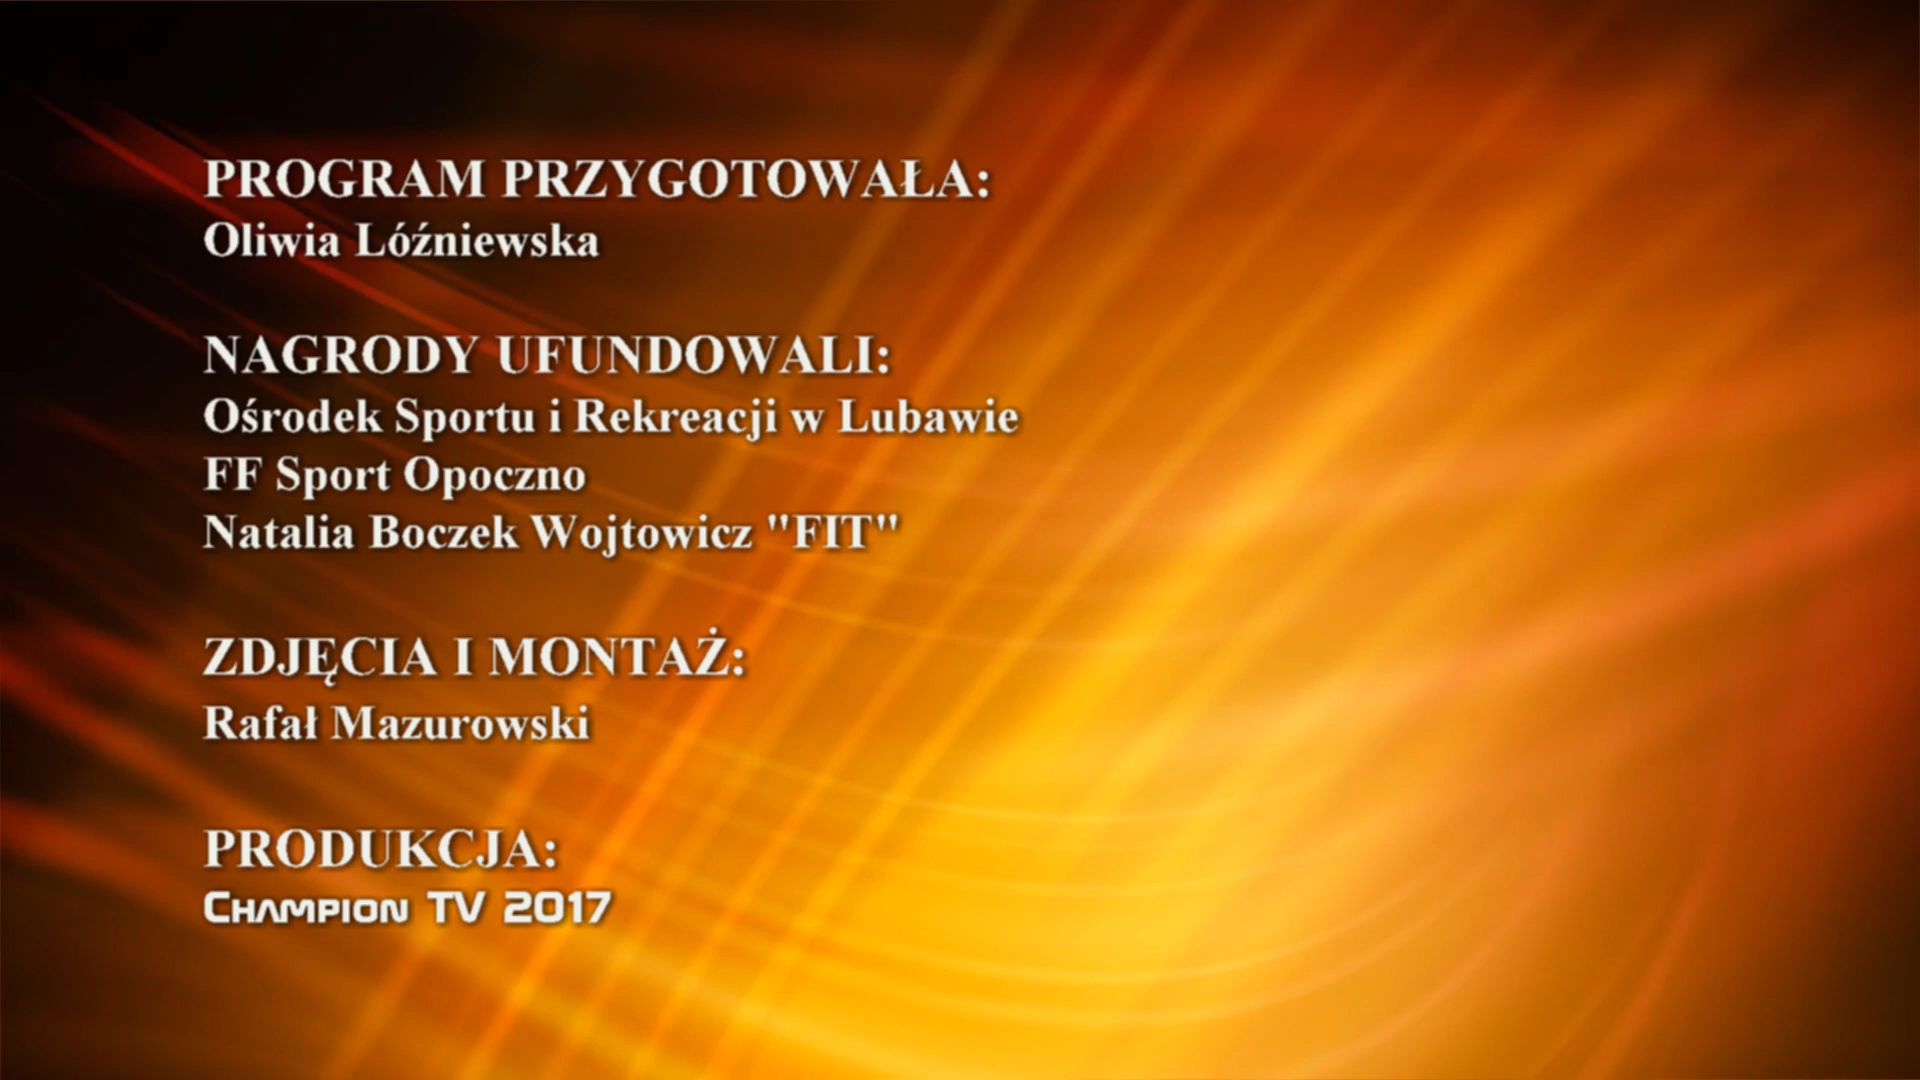 PROGRAM PRZYGOTOWAŁA:
Oliwia Lóźniewska
NAGRODY UFUNDOWALI:
Ośrodek Sportu i Rekreacji w Lubawie
FF Sport Opoczno
Natalia Boczek Wojtowicz "FIT"
ZDJĘCIA I MONTAŻ:
Rafał Mazurowski
PRODUKCJA:
Champion TV 2017